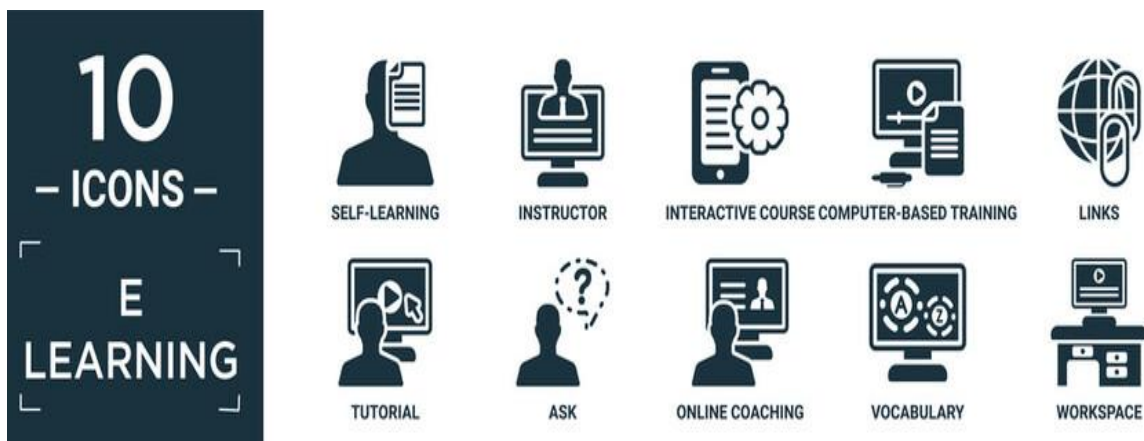 10
– ICONS –
E
LEARNING
SELF-LEARNING
INSTRUCTOR
INTERACTIVE COURSE
COMPUTER-BASED TRAINING
LINKS
TUTORIAL
ASK
ONLINE COACHING
VOCABULARY
WORKSPACE
?
A
Z